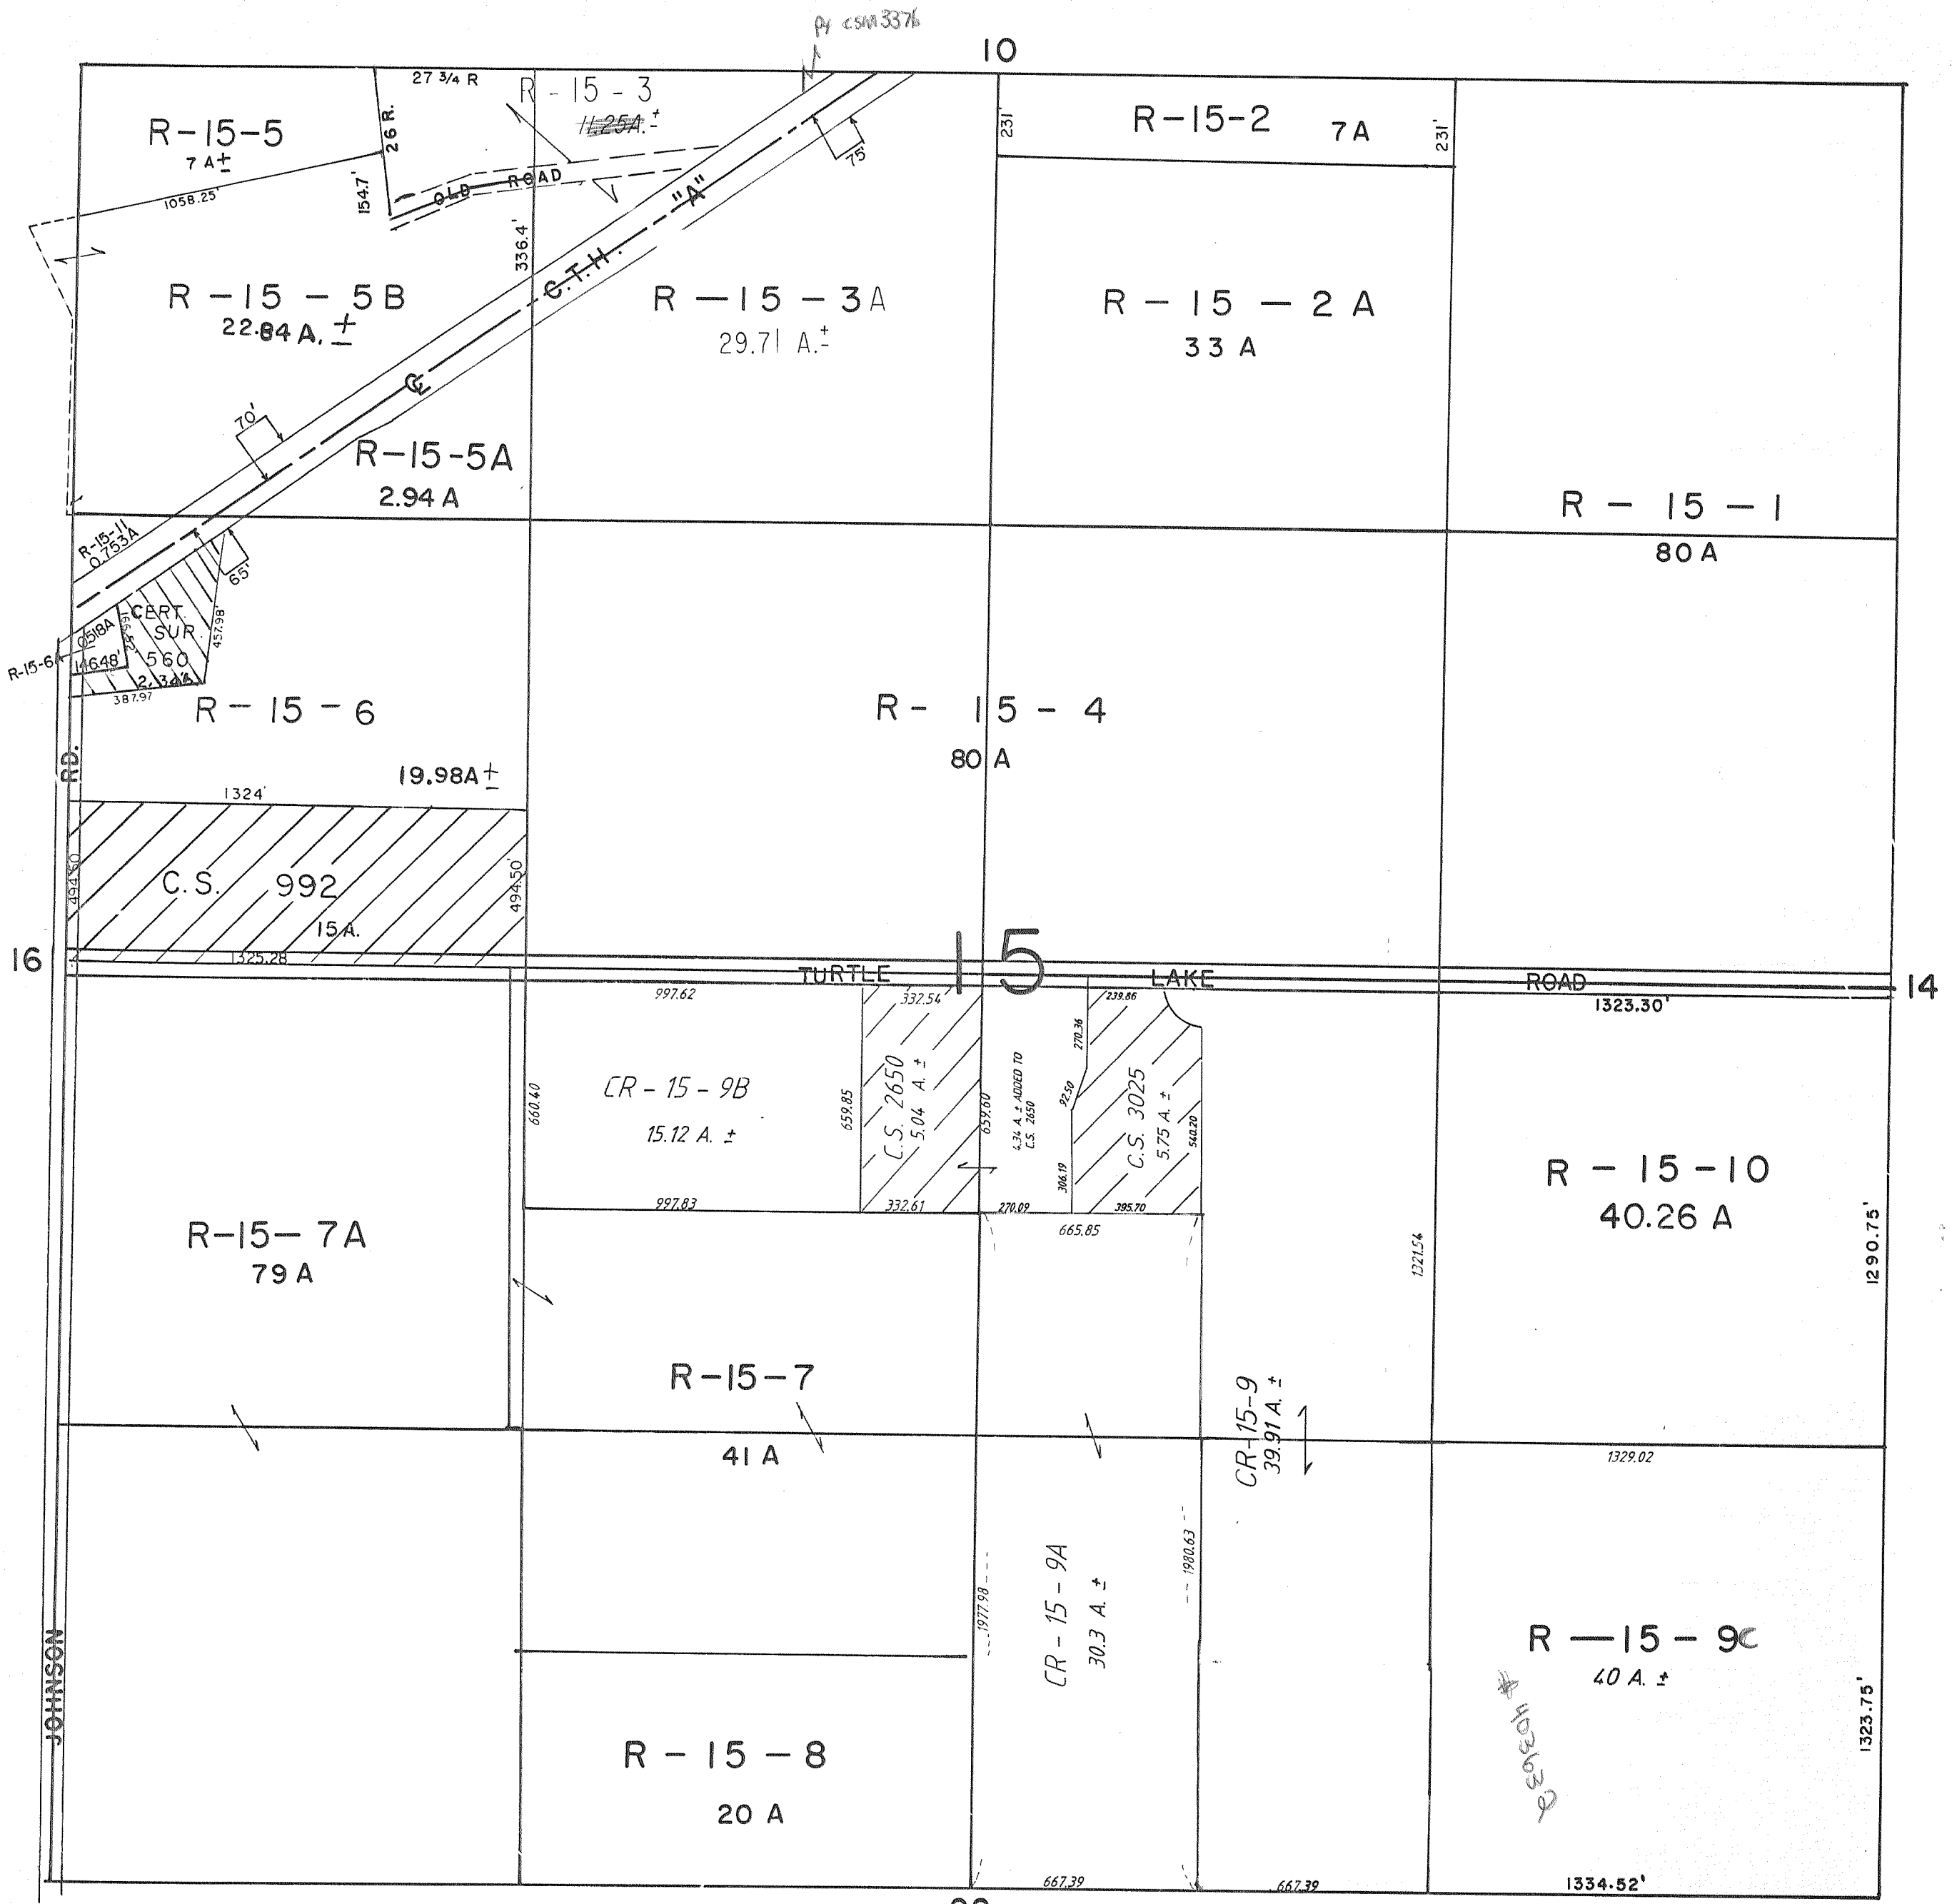 P4 CSM 3376
10
27 3/4 R
R - 15 - 3
11.25A.±
R-15-5
7 A±
26 R.
154.7'
1058.25'
OLD ROAD
336.4'
C.T.H. "A"
75'
231'
R-15-2 7A
231'
R - 15 - 5B
22.84 A. ±
R - 15 - 3A
29.71 A.±
R - 15 - 2 A
33 A
70'
℄
R-15-5A
2.94 A
R - 15 - 1
80 A
R-15-11
0.753A
65'
CERT.
SUR
560
2.34A
0.518A
146.48'
457.98'
R-15-6A
387.97
R - 15 - 6
19.98A±
R - 15 - 4
80 A
RD.
1324'
494.50
C.S. 992
15 A.
494.50'
1325.28
16
15
14
TURTLE LAKE ROAD
997.62
332.54
239.86
1323.30'
660.40
CR - 15 - 9B
15.12 A. ±
659.85
C.S. 2650
5.04 A. ±
659.60
4.34 A. ± ADDED TO
C.S. 2650
270.36
92.50
306.19
C.S. 3025
5.75 A. ±
540.20
997.83
332.61
270.09
395.70
665.85
R-15-7A
79 A
R - 15 - 10
40.26 A
1321.54
1290.75'
R-15-7
41 A
CR-15-9
39.91 A. ±
1329.02
1977.98
CR - 15 - 9A
30.3 A. ±
1980.63
R - 15 - 9C
40 A. ±
#403632
1323.75'
JOHNSON
R - 15 - 8
20 A
667.39
667.39
1334.52'